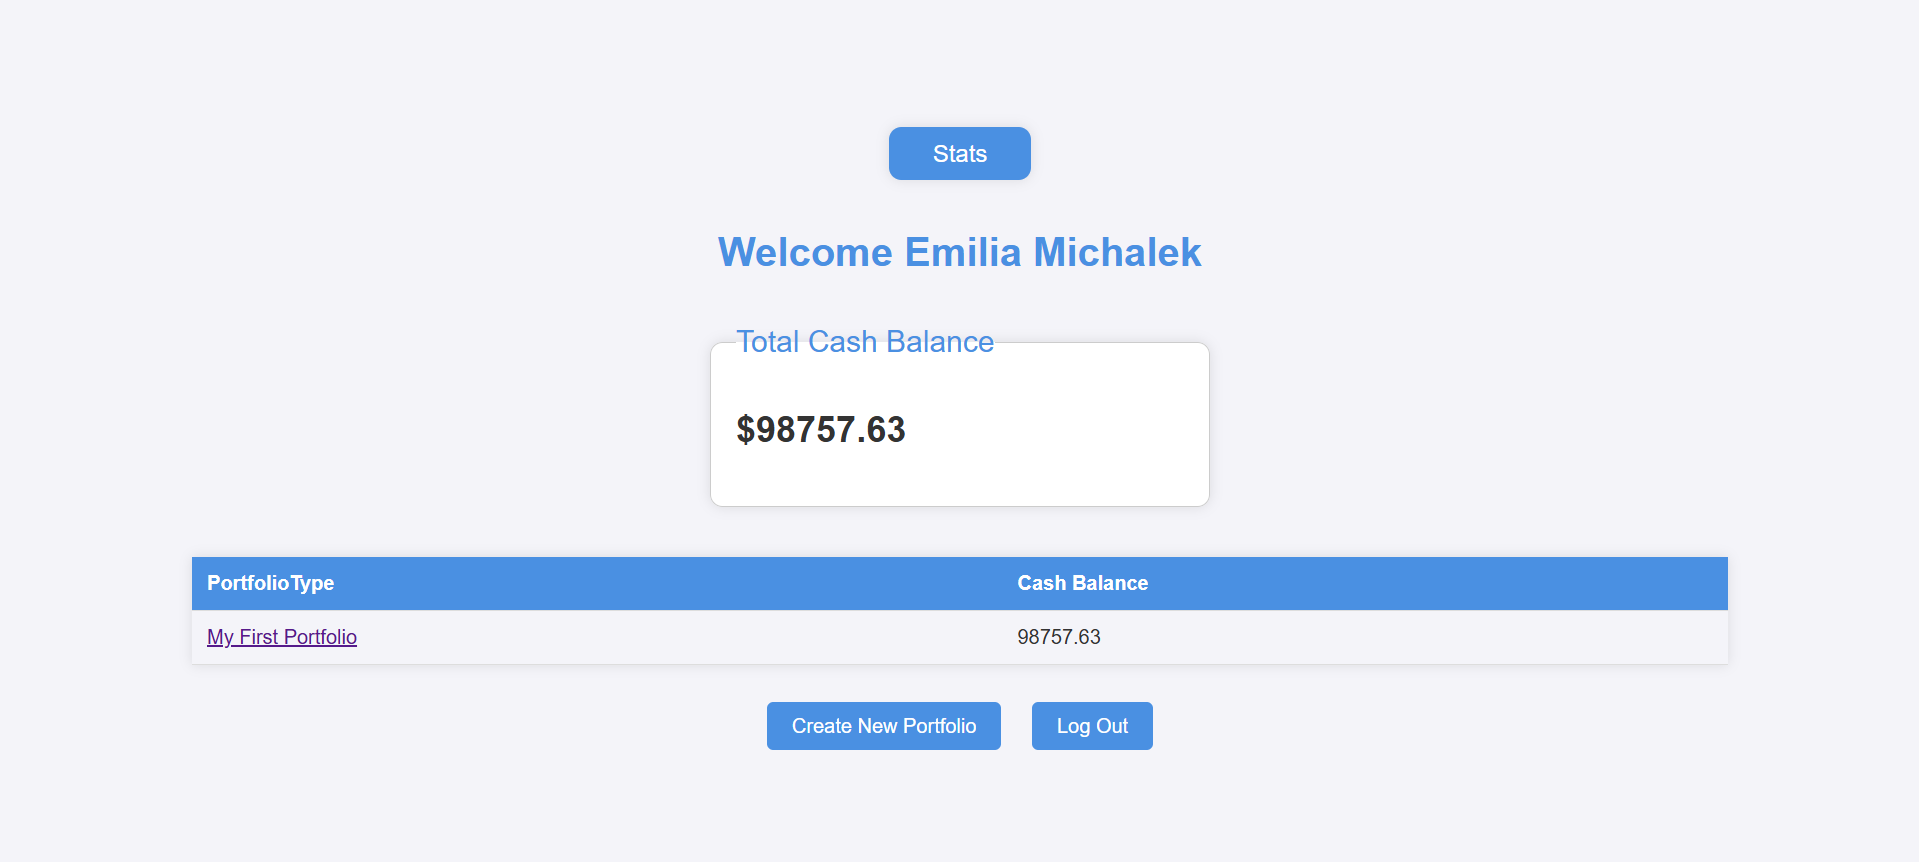 Stats
Welcome Emilia Michalek
Total Cash Balance
$98757.63
PortfolioType Cash Balance
My First Portfolio 98757.63
Create New Portfolio Log Out